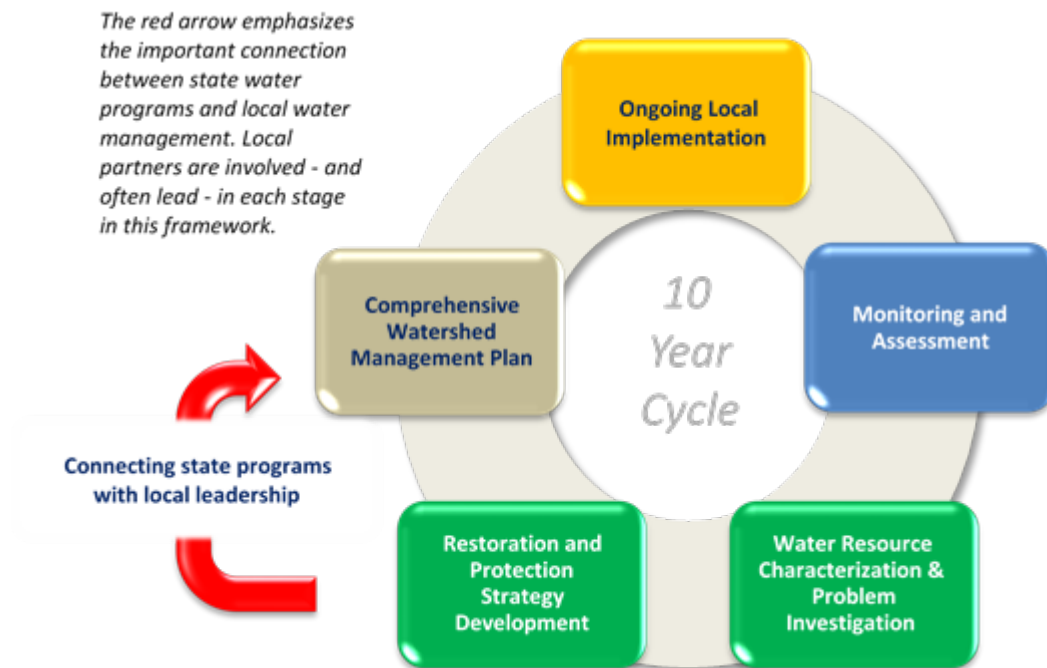 The red arrow emphasizes
the important connection
between state water
programs and local water
management. Local
partners are involved - and
often lead - in each stage
in this framework.
Ongoing Local
Implementation
Comprehensive
Watershed
Management Plan
10
Year
Cycle
Monitoring and
Assessment
Connecting state programs
with local leadership
Restoration and
Protection
Strategy
Development
Water Resource
Characterization &
Problem
Investigation